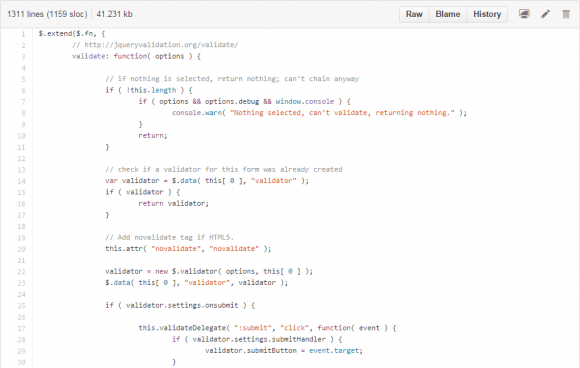 1311 lines (1159 sloc) 41.231 kb Raw Blame History
1 $.extend($.fn, {
2 // http://jqueryvalidation.org/validate/
3 validate: function( options ) {
4
5 // if nothing is selected, return nothing; can't chain anyway
6 if ( !this.length ) {
7 if ( options && options.debug && window.console ) {
8 console.warn( "Nothing selected, can't validate, returning nothing." );
9 }
10 return;
11 }
12
13 // check if a validator for this form was already created
14 var validator = $.data( this[ 0 ], "validator" );
15 if ( validator ) {
16 return validator;
17 }
18
19 // Add novalidate tag if HTML5.
20 this.attr( "novalidate", "novalidate" );
21
22 validator = new $.validator( options, this[ 0 ] );
23 $.data( this[ 0 ], "validator", validator );
24
25 if ( validator.settings.onsubmit ) {
26
27 this.validateDelegate( ":submit", "click", function( event ) {
28 if ( validator.settings.submitHandler ) {
29 validator.submitButton = event.target;
30 }